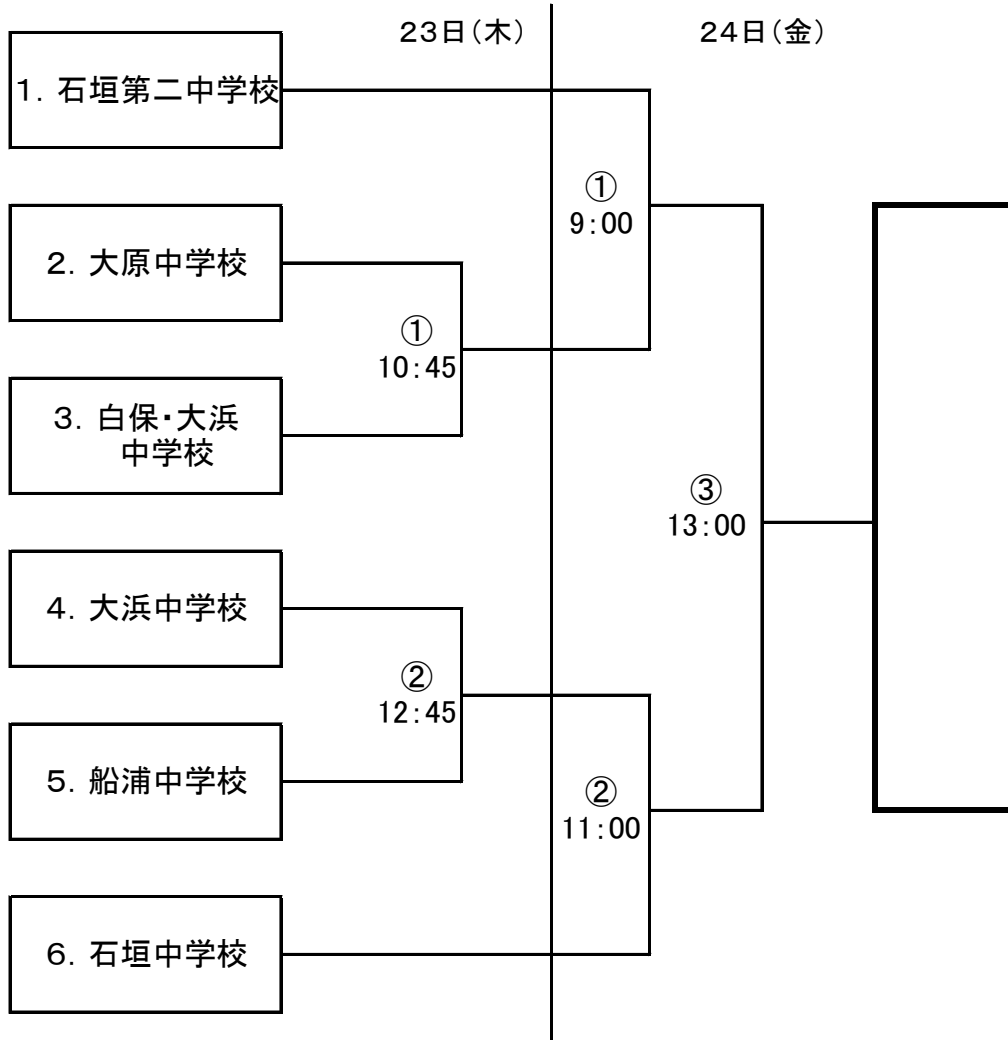 23日(木)
24日(金)
1. 石垣第二中学校
①
9:00
2. 大原中学校
①
10:45
3. 白保・大浜
中学校
③
13:00
4. 大浜中学校
②
12:45
5. 船浦中学校
②
11:00
6. 石垣中学校